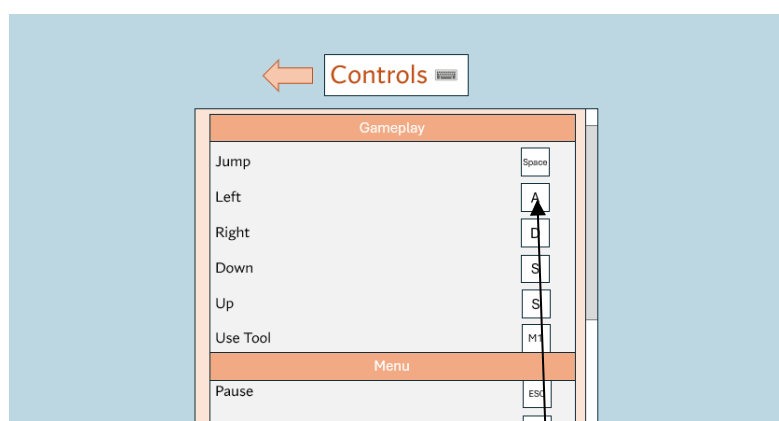 Controls
Gameplay
Jump Space
Left A
Right D
Down S
Up S
Use Tool M1
Menu
Pause ESC